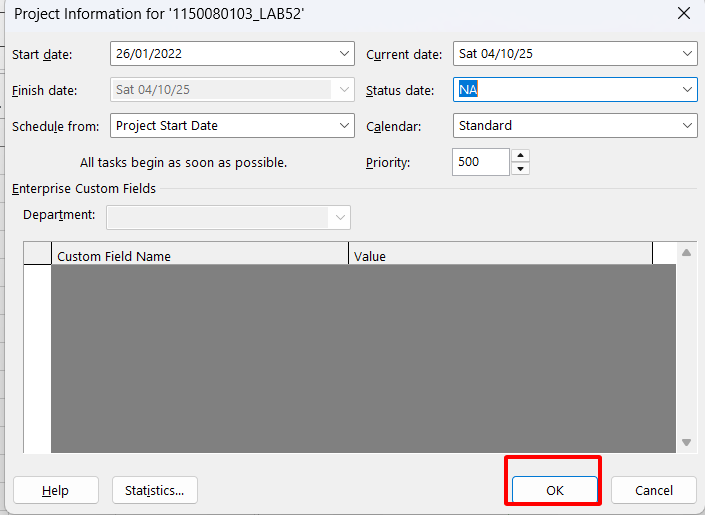 Project Information for '1150080103_LAB52'
Start date: 26/01/2022 Current date: Sat 04/10/25
Finish date: Sat 04/10/25 Status date: NA
Schedule from: Project Start Date Calendar: Standard
All tasks begin as soon as possible. Priority: 500
Enterprise Custom Fields
Department:
Custom Field Name Value
Help Statistics... OK Cancel